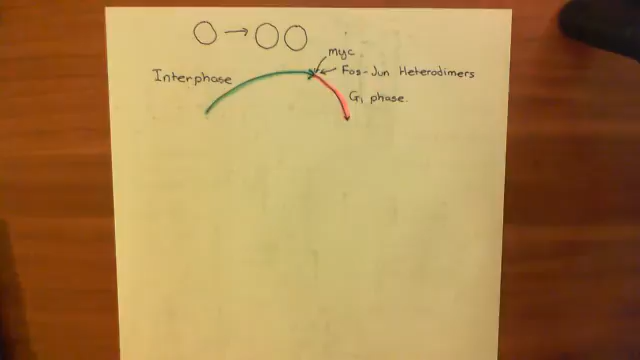 myc
Fos-Jun Heterodimers
Interphase
G₁ phase.